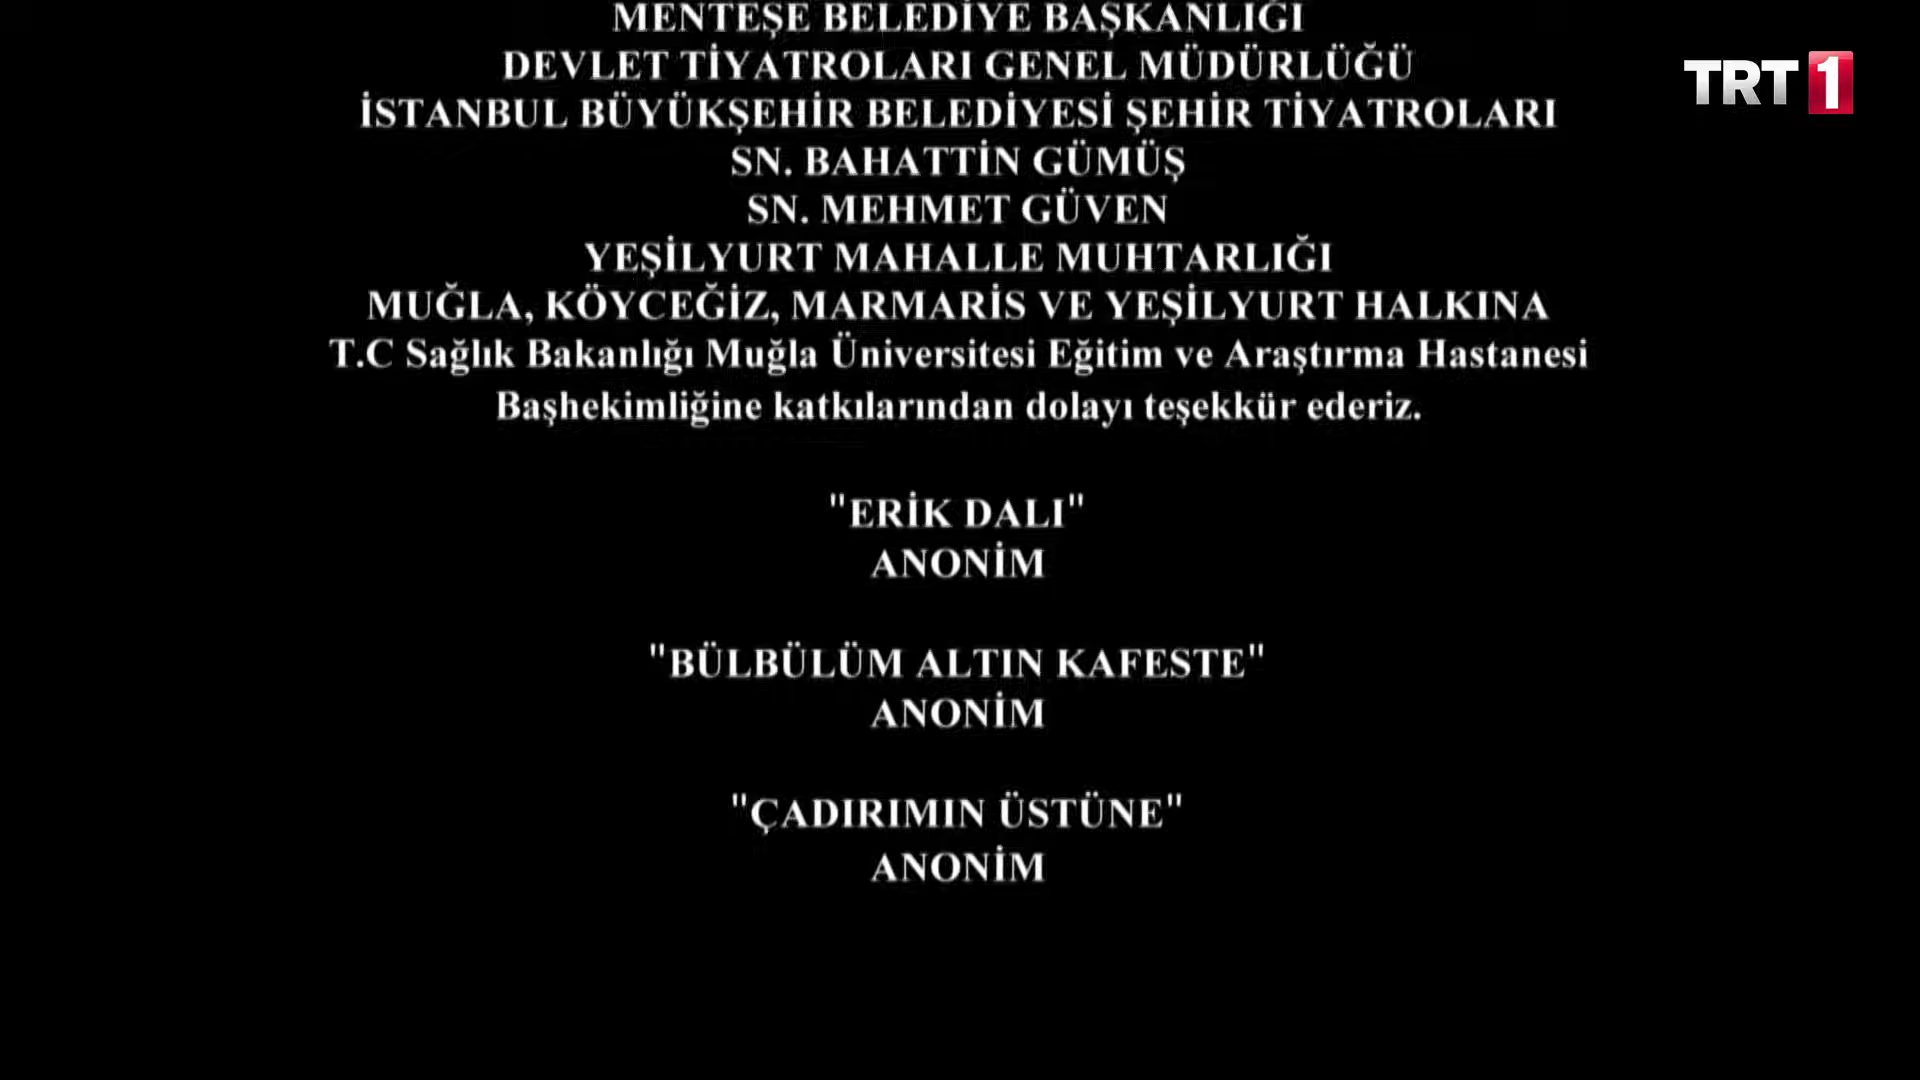 MENTEŞE BELEDİYE BAŞKANLIĞI
DEVLET TİYATROLARI GENEL MÜDÜRLÜĞÜ
TRT 1
İSTANBUL BÜYÜKŞEHİR BELEDİYESİ ŞEHİR TİYATROLARI
SN. BAHATTİN GÜMÜŞ
SN. MEHMET GÜVEN
YEŞİLYURT MAHALLE MUHTARLIĞI
MUĞLA, KÖYCEĞİZ, MARMARİS VE YEŞİLYURT HALKINA
T.C Sağlık Bakanlığı Muğla Üniversitesi Eğitim ve Araştırma Hastanesi
Başhekimliğine katkılarından dolayı teşekkür ederiz.
"ERİK DALI"
ANONİM
"BÜLBÜLÜM ALTIN KAFESTE"
ANONİM
"ÇADIRIMIN ÜSTÜNE"
ANONİM